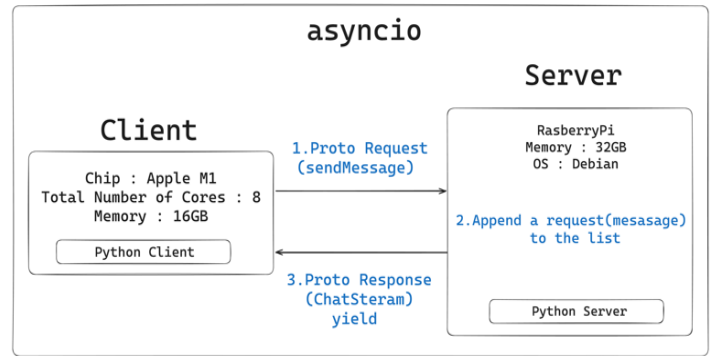 asyncio
Client
Chip : Apple M1
Total Number of Cores : 8
Memory : 16GB
Python Client
1.Proto Request
(sendMessage)
3.Proto Response
(ChatSteram)
yield
Server
RasberryPi
Memory : 32GB
OS : Debian
2.Append a request(mesasage)
to the list
Python Server